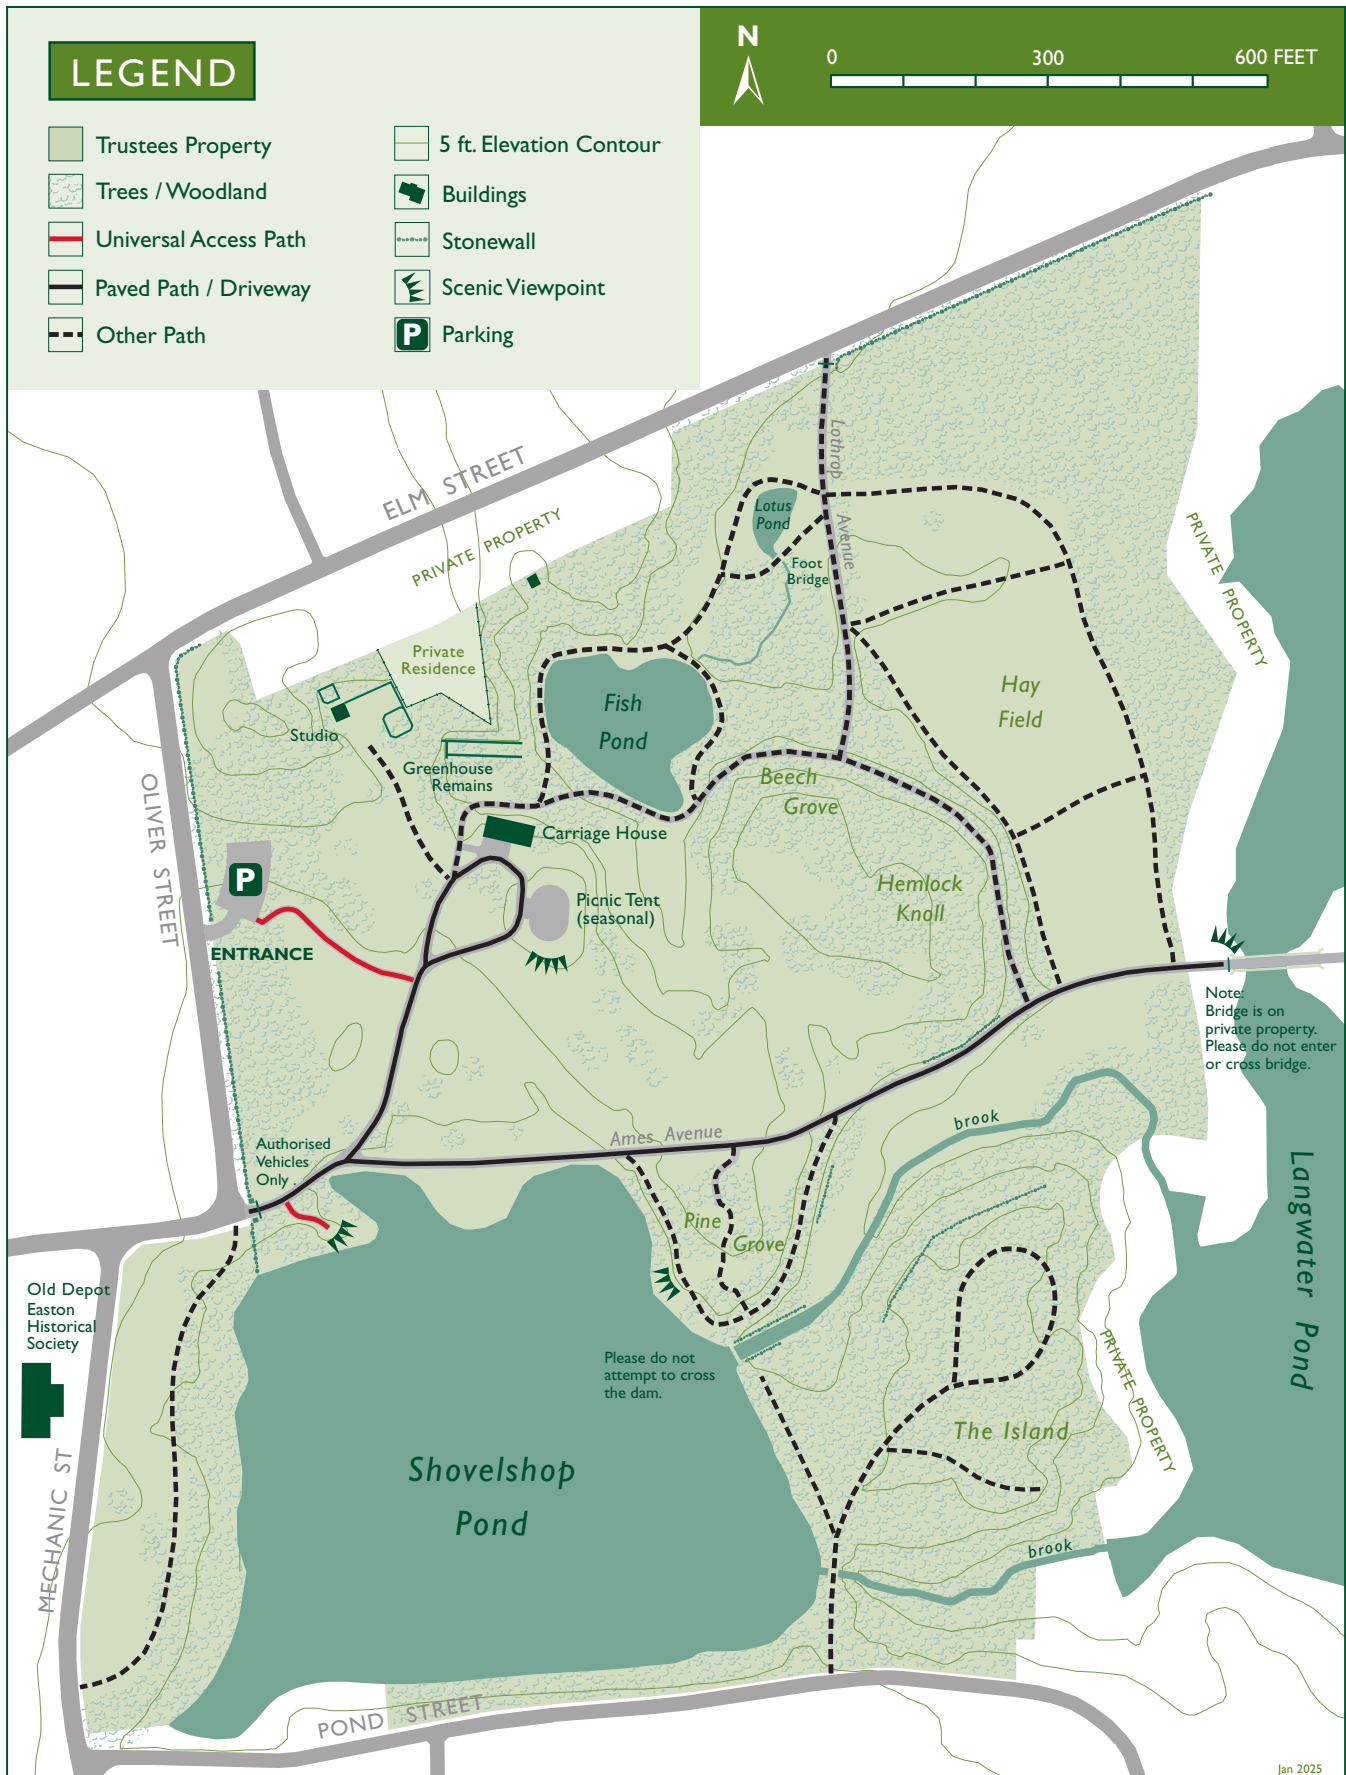 LEGEND
Trustees Property
Trees / Woodland
Universal Access Path
Paved Path / Driveway
Other Path
5 ft. Elevation Contour
Buildings
Stonewall
Scenic Viewpoint
P
Parking
N
0 300 600 FEET
ELM STREET
PRIVATE PROPERTY
Lothrop Avenue
Lotus
Pond
Foot
Bridge
PRIVATE PROPERTY
Private
Residence
Studio
Greenhouse
Remains
Fish
Pond
Hay
Field
Beech
Grove
Carriage House
OLIVER STREET
P
ENTRANCE
Picnic Tent
(seasonal)
Hemlock
Knoll
Note:
Bridge is on
private property.
Please do not enter
or cross bridge.
Authorised
Vehicles
Only .
Ames Avenue
brook
Langwater Pond
Pine
Grove
Old Depot
Easton
Historical
Society
Please do not
attempt to cross
the dam.
PRIVATE PROPERTY
The Island
Shovelshop
Pond
MECHANIC ST
brook
POND STREET
Jan 2025